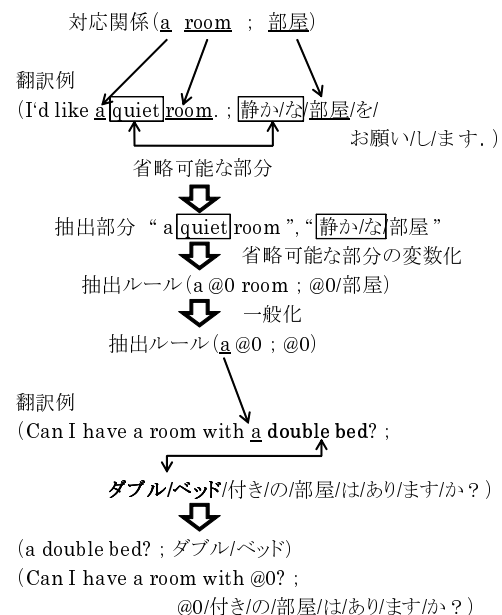 対応関係(a room ; 部屋)
翻訳例
(I'd like a quiet room. ; 静か/な/部屋/を/
お願い/し/ます.)
省略可能な部分
抽出部分 “ a quiet room ”, “ 静か/な/部屋 ”
省略可能な部分の変数化
抽出ルール(a @0 room ; @0/部屋)
一般化
抽出ルール(a @0 ; @0)
翻訳例
(Can I have a room with a double bed? ;
ダブル/ベッド/付き/の/部屋/は/あり/ます/か?)
(a double bed? ; ダブル/ベッド)
(Can I have a room with @0? ;
@0/付き/の/部屋/は/あり/ます/か?)